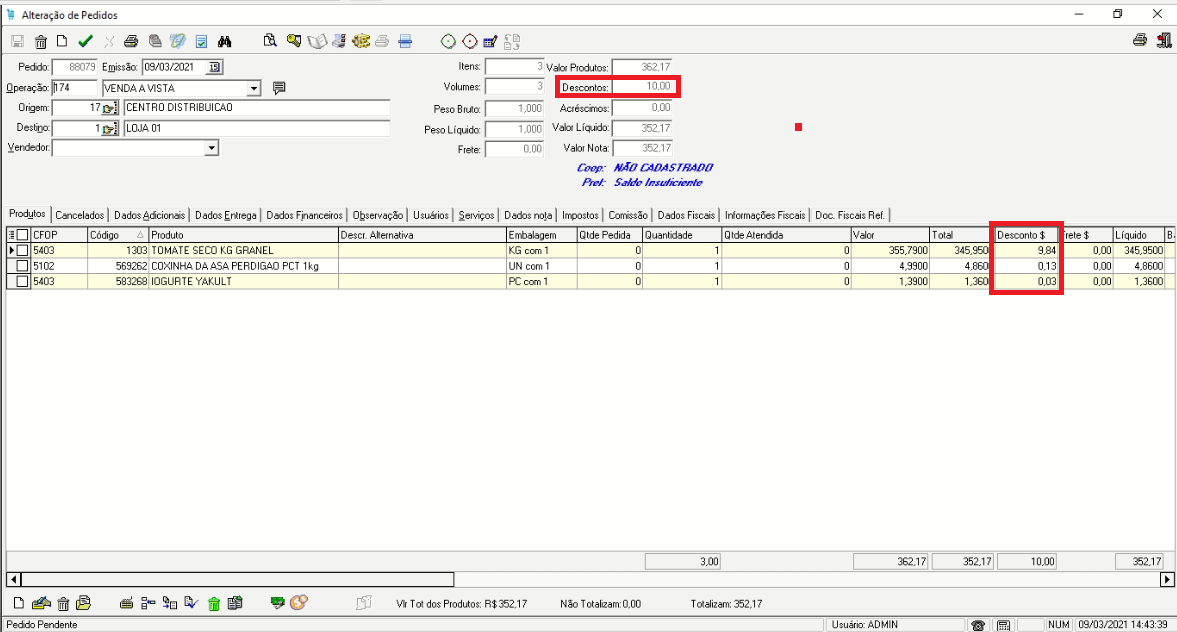 Alteração de Pedidos
Pedido: 88079 Emissão: 09/03/2021 15 Itens: 3 Valor Produtos: 362,17
Operação: 174 VENDA A VISTA Volumes: 3 Descontos: 10,00
Origem: 17 CENTRO DISTRIBUICAO Peso Bruto: 1,000 Acréscimos: 0,00
Destino: 1 LOJA 01 Peso Líquido: 1,000 Valor Líquido: 352,17
Vendedor: Frete: 0,00 Valor Nota: 352,17
Coop: NÃO CADASTRADO
Pref: Saldo Insuficiente
Produtos Cancelados Dados Adicionais Dados Entrega Dados Financeiros Observação Usuários Serviços Dados nota Impostos Comissão Dados Fiscais Informações Fiscais Doc. Fiscais Ref.
CFOP Código Produto Descr. Alternativa Embalagem Qtde Pedida Quantidade Qtde Atendida Valor Total Desconto $ Frete $ Líquido
5403 1303 TOMATE SECO KG GRANEL KG com 1 0 1 0 355,7900 345,950 9,84 0,00 345,9500
5102 569262 COXINHA DA ASA PERDIGAO PCT 1kg UN com 1 0 1 0 4,9900 4,860 0,13 0,00 4,8600
5403 583268 IOGURTE YAKULT PC com 1 0 1 0 1,3900 1,360 0,03 0,00 1,3600
3,00 362,17 352,17 10,00 352,17
Vlr Tot dos Produtos: R$ 352,17 Não Totalizam: 0,00 Totalizam: 352,17
Pedido Pendente Usuário: ADMIN NUM 09/03/2021 14:43:39